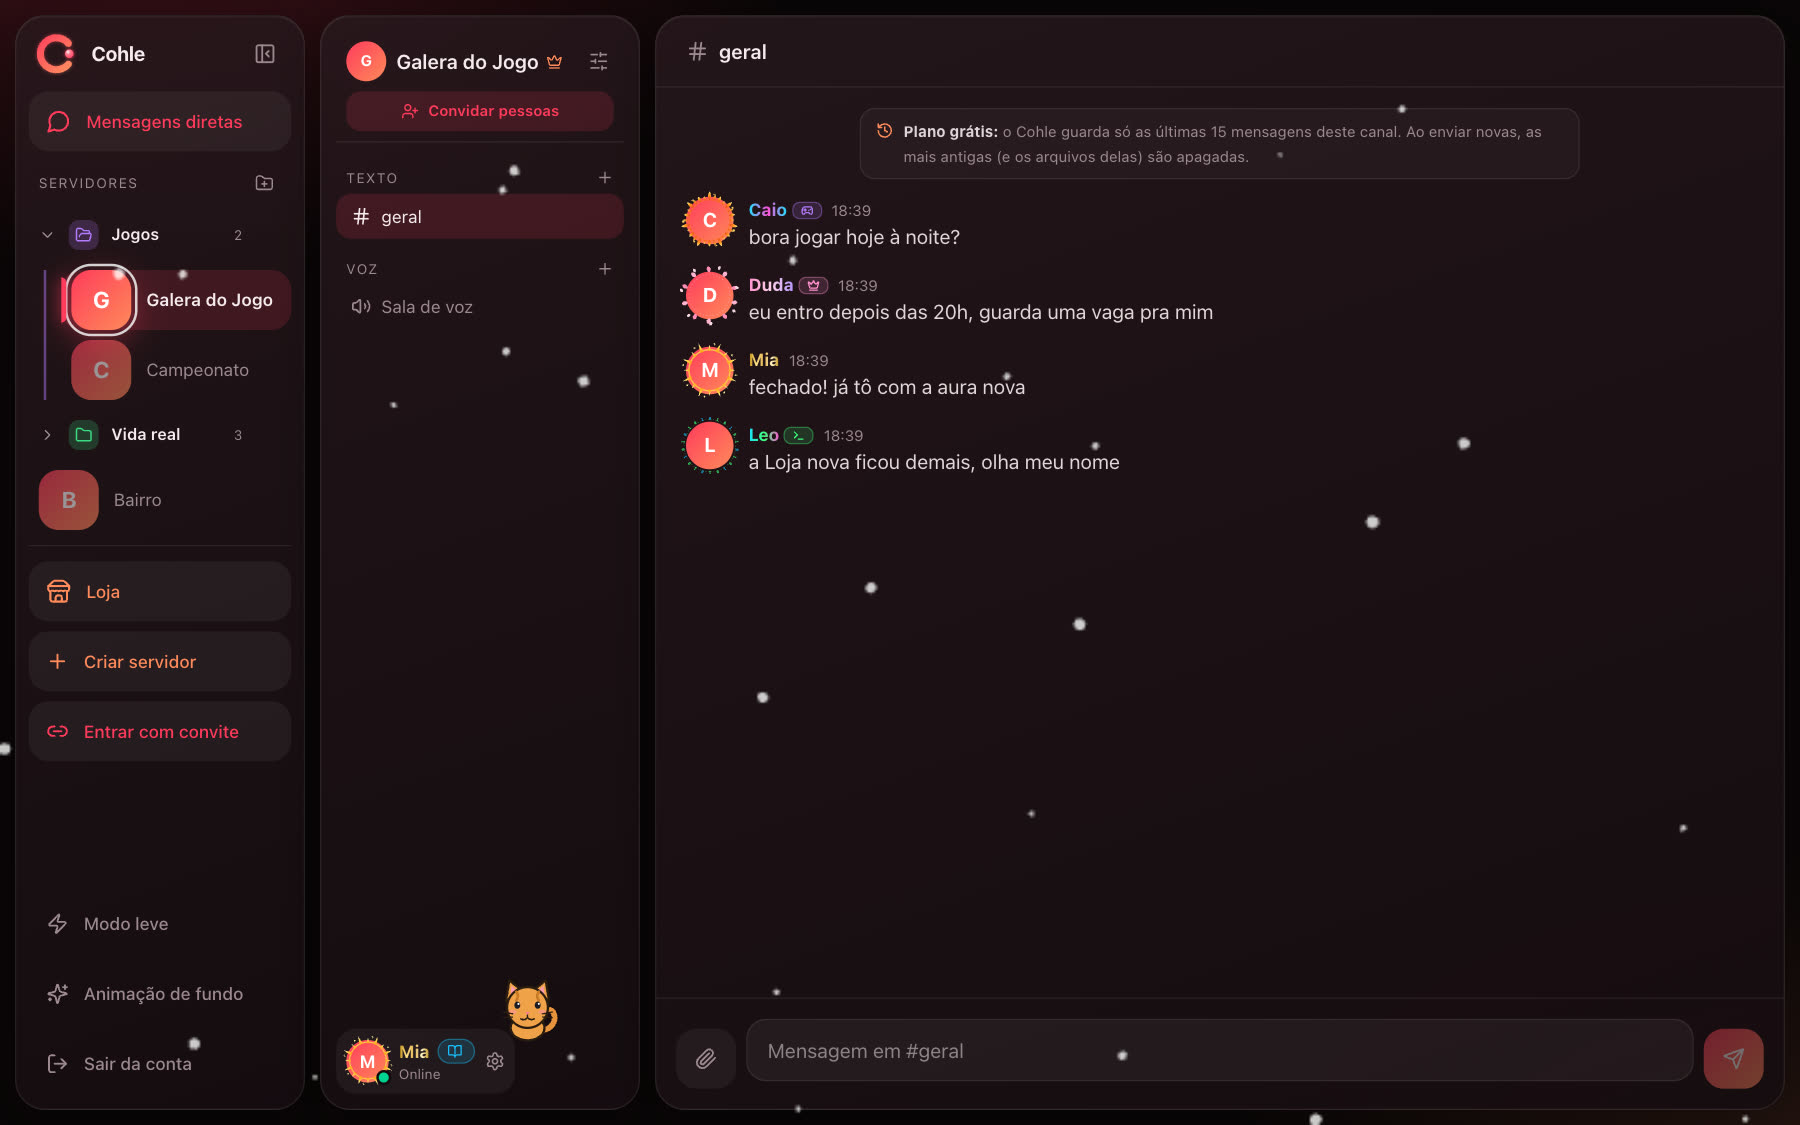 Cohle
Mensagens diretas
SERVIDORES
Jogos 2
G Galera do Jogo
C Campeonato
Vida real 3
B Bairro
Loja
Criar servidor
Entrar com convite
Modo leve
Animação de fundo
Sair da conta
G Galera do Jogo
Convidar pessoas
TEXTO
# geral
VOZ
Sala de voz
M Mia
Online
# geral
Plano grátis: o Cohle guarda só as últimas 15 mensagens deste canal. Ao enviar novas, as
mais antigas (e os arquivos delas) são apagadas.
C Caio 18:39
bora jogar hoje à noite?
D Duda 18:39
eu entro depois das 20h, guarda uma vaga pra mim
M Mia 18:39
fechado! já tô com a aura nova
L Leo 18:39
a Loja nova ficou demais, olha meu nome
Mensagem em #geral